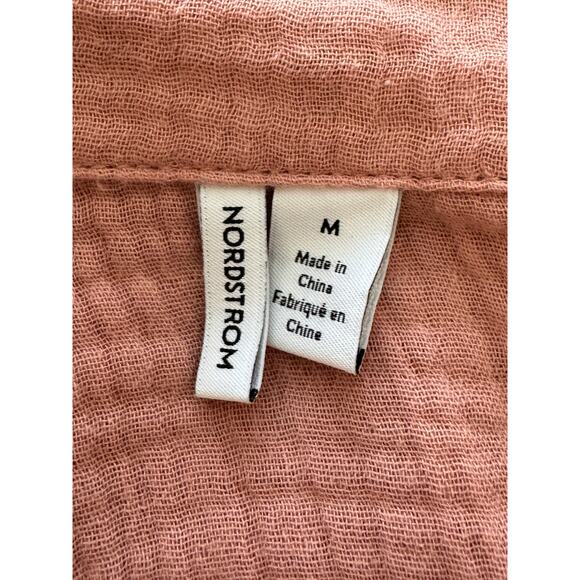 NORDSTROM
M
Made in
China
Fabriqué en
Chine